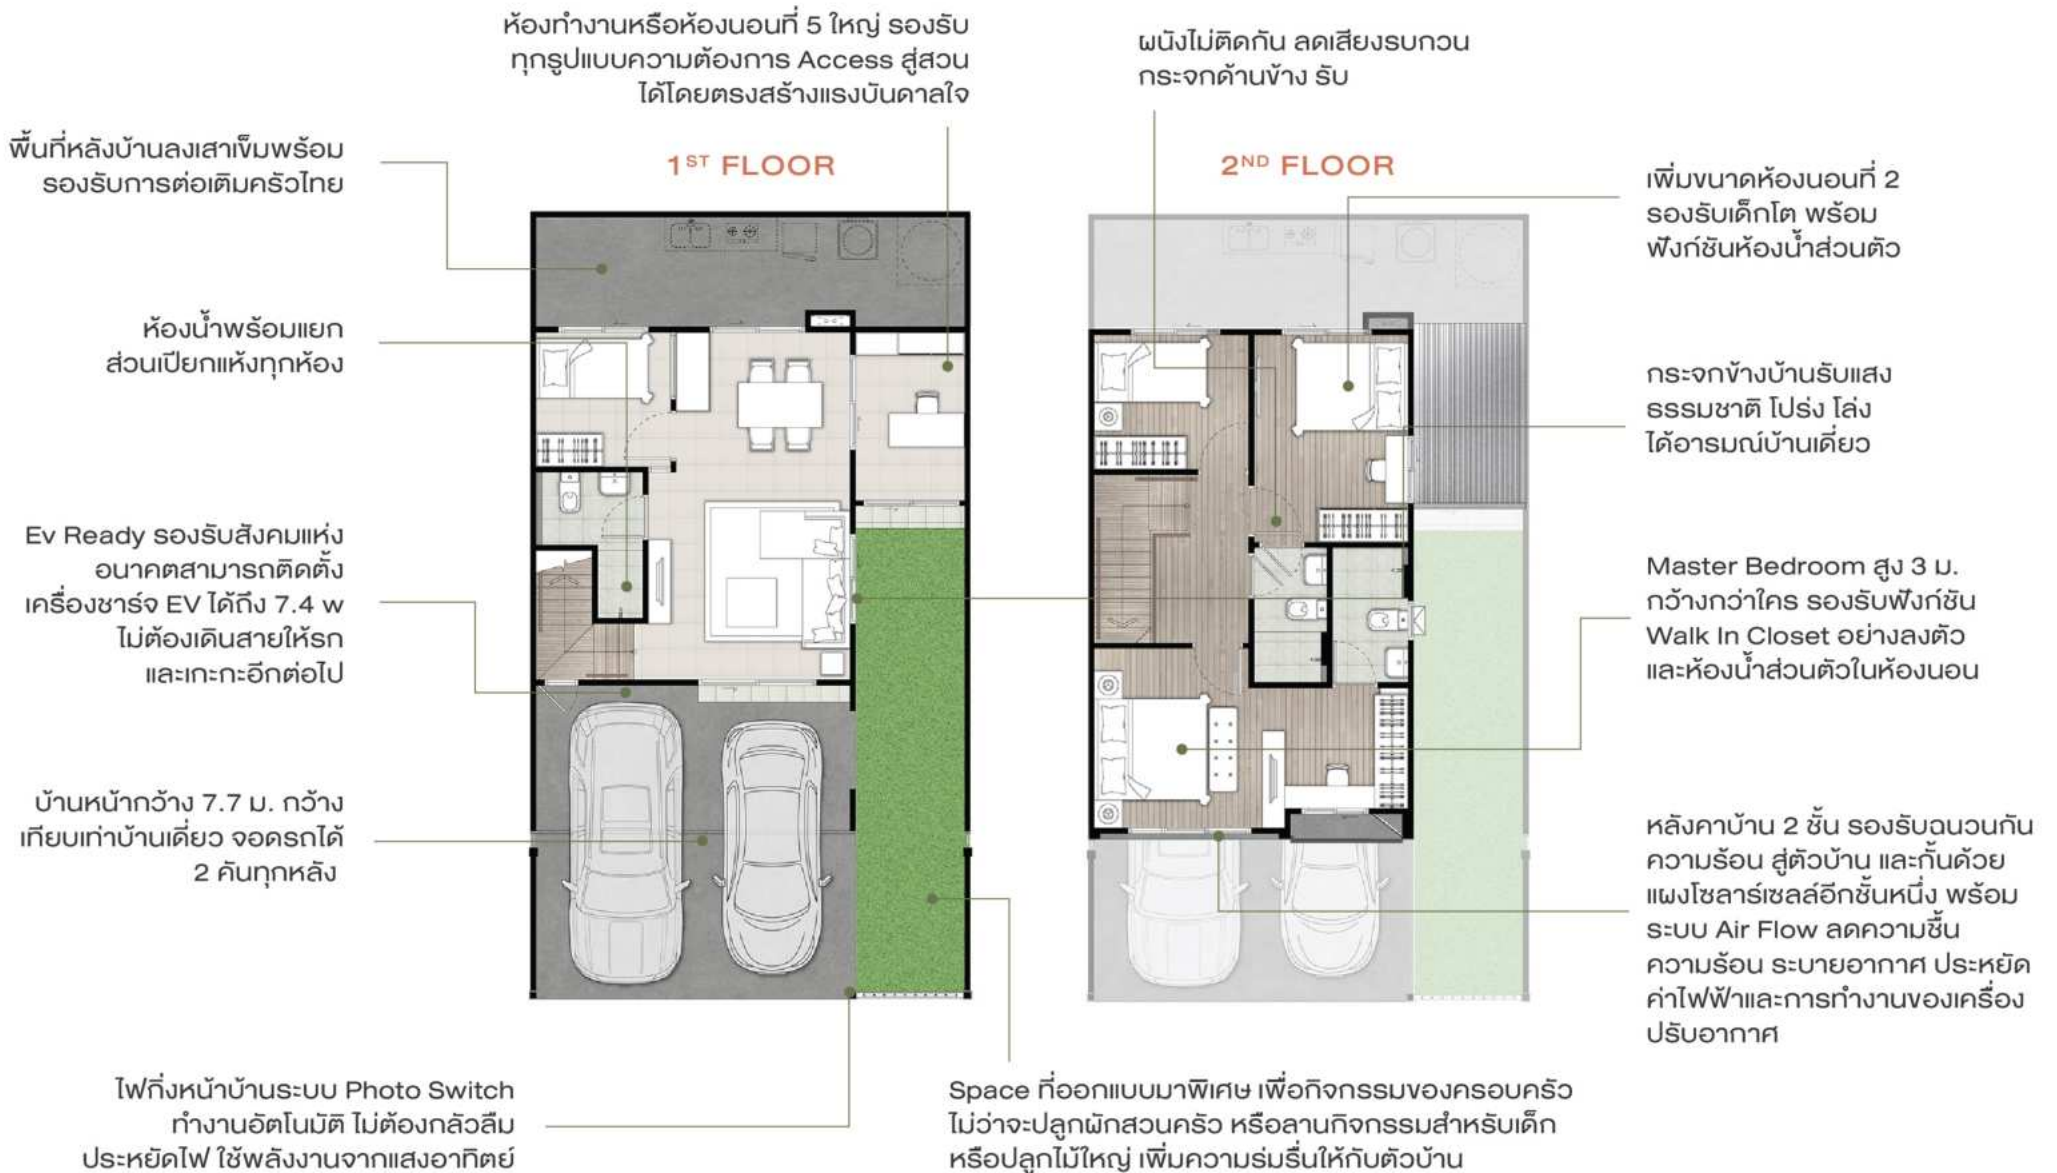 ห้องทำงานหรือห้องนอนที่ 5 ใหญ่ รองรับ
ทุกรูปแบบความต้องการ Access สู่สวน
ได้โดยตรงสร้างแรงบันดาลใจ
ผนังไม่ติดกัน ลดเสียงรบกวน
กระจกด้านข้าง รับ
พื้นที่หลังบ้านลงเสาเข็มพร้อม
รองรับการต่อเติมครัวไทย
1ST FLOOR
2ND FLOOR
เพิ่มขนาดห้องนอนที่ 2
รองรับเด็กโต พร้อม
ฟังก์ชันห้องน้ำส่วนตัว
ห้องน้ำพร้อมแยก
ส่วนเปียกแห้งทุกห้อง
กระจกข้างบ้านรับแสง
ธรรมชาติ โปร่ง โล่ง
ได้อารมณ์บ้านเดี่ยว
Ev Ready รองรับสังคมแห่ง
อนาคตสามารถติดตั้ง
เครื่องชาร์จ EV ได้ถึง 7.4 w
ไม่ต้องเดินสายให้รก
และเกะกะอีกต่อไป
Master Bedroom สูง 3 ม.
กว้างกว่าใคร รองรับฟังก์ชัน
Walk In Closet อย่างลงตัว
และห้องน้ำส่วนตัวในห้องนอน
บ้านหน้ากว้าง 7.7 ม. กว้าง
เทียบเท่าบ้านเดี่ยว จอดรถได้
2 คันทุกหลัง
หลังคาบ้าน 2 ชั้น รองรับฉนวนกัน
ความร้อน สู่ตัวบ้าน และกั้นด้วย
แผงโซลาร์เซลล์อีกชั้นหนึ่ง พร้อม
ระบบ Air Flow ลดความชื้น
ความร้อน ระบายอากาศ ประหยัด
ค่าไฟฟ้าและการทำงานของเครื่อง
ปรับอากาศ
ไฟกิ่งหน้าบ้านระบบ Photo Switch
ทำงานอัตโนมัติ ไม่ต้องกลัวลืม
ประหยัดไฟ ใช้พลังงานจากแสงอาทิตย์
Space ที่ออกแบบมาพิเศษ เพื่อกิจกรรมของครอบครัว
ไม่ว่าจะปลูกผักสวนครัว หรือลานกิจกรรมสำหรับเด็ก
หรือปลูกไม้ใหญ่ เพิ่มความร่มรื่นให้กับตัวบ้าน